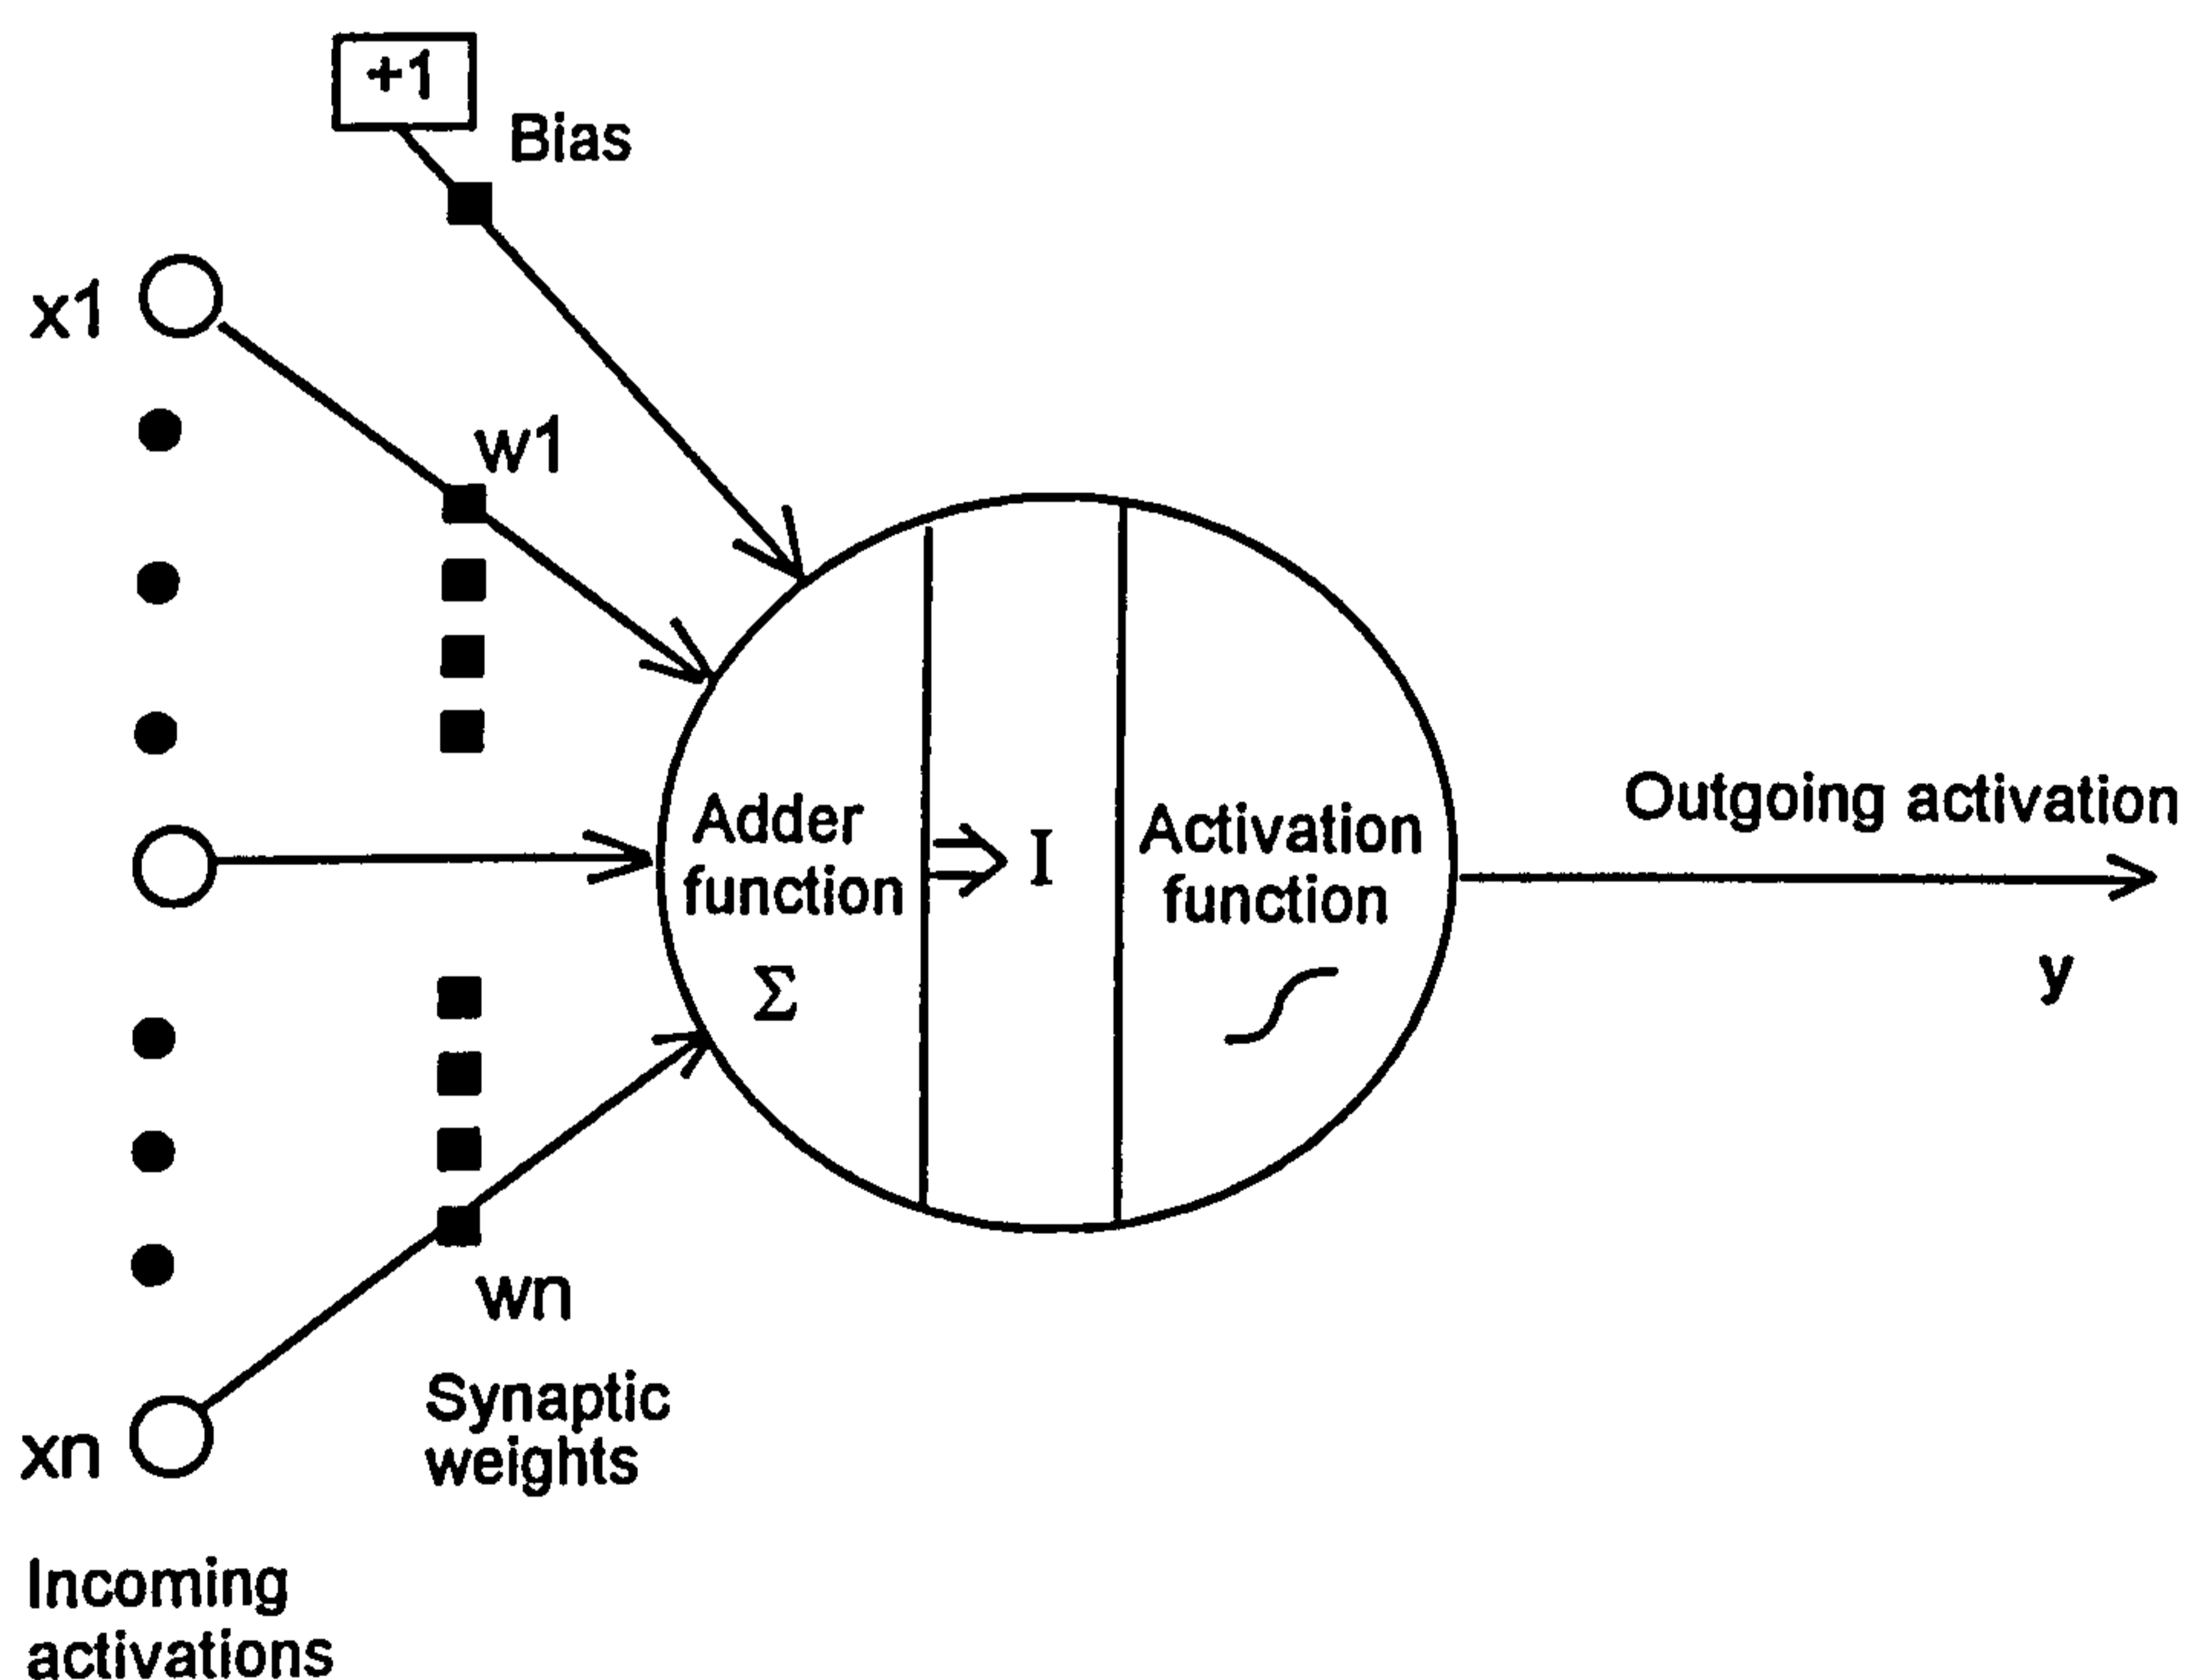 +1
Bias
x1
w1
Adder
function
Σ
I
Activation
function
Outgoing activation
y
wn
Synaptic
weights
xn
Incoming
activations